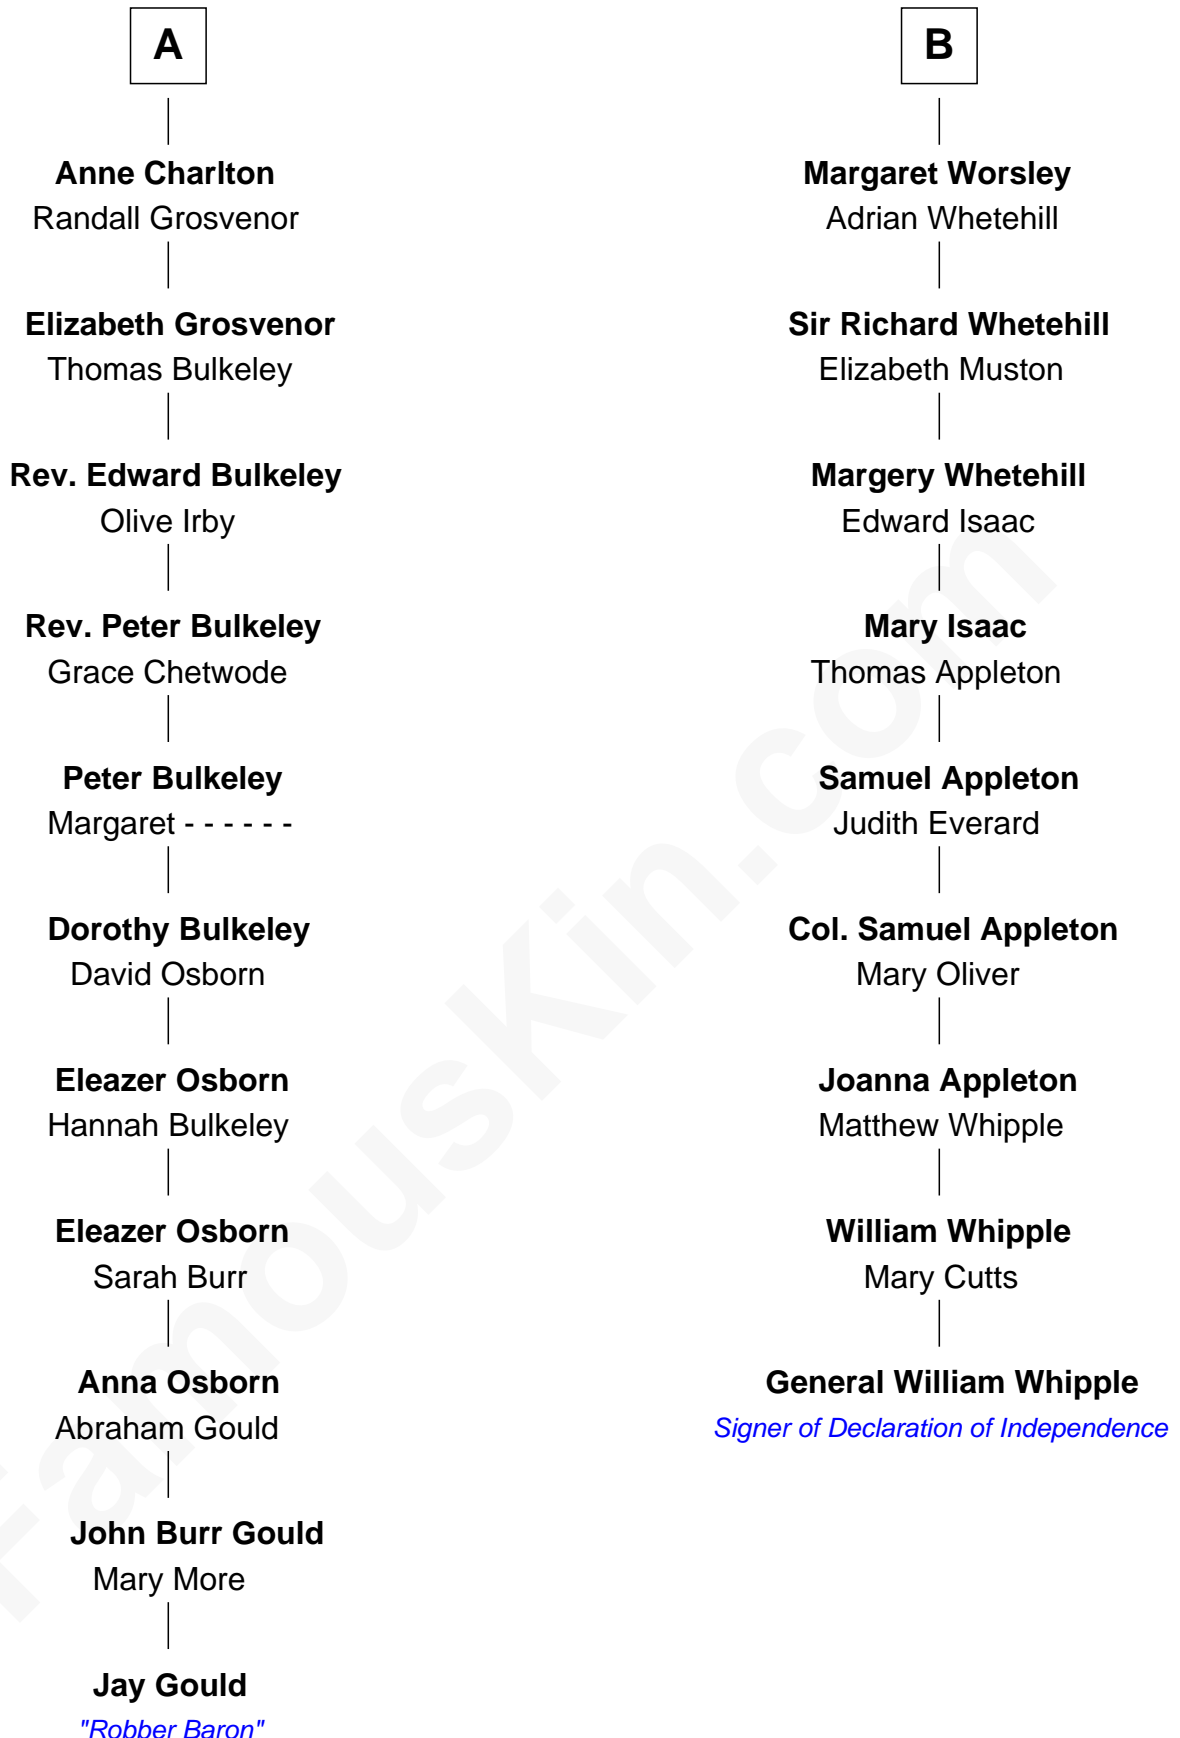 A
Anne Charlton
Randall Grosvenor
Elizabeth Grosvenor
Thomas Bulkeley
Rev. Edward Bulkeley
Olive Irby
Rev. Peter Bulkeley
Grace Chetwode
Peter Bulkeley
Margaret - - - - - -
Dorothy Bulkeley
David Osborn
Eleazer Osborn
Hannah Bulkeley
Eleazer Osborn
Sarah Burr
Anna Osborn
Abraham Gould
John Burr Gould
Mary More
Jay Gould
"Robber Baron"
B
Margaret Worsley
Adrian Whetehill
Sir Richard Whetehill
Elizabeth Muston
Margery Whetehill
Edward Isaac
Mary Isaac
Thomas Appleton
Samuel Appleton
Judith Everard
Col. Samuel Appleton
Mary Oliver
Joanna Appleton
Matthew Whipple
William Whipple
Mary Cutts
General William Whipple
Signer of Declaration of Independence
FamousKin.com